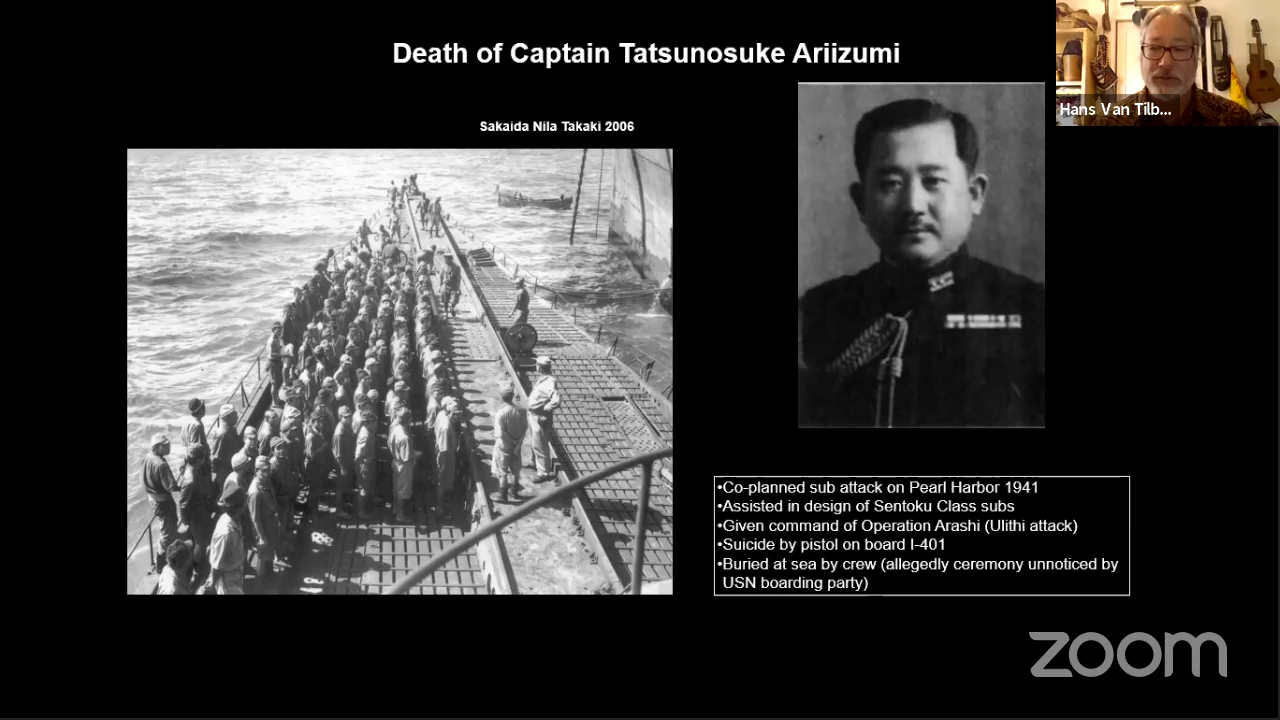 Death of Captain Tatsunosuke Ariizumi
Hans Van Tilb...
Sakaida Nila Takaki 2006
•Co-planned sub attack on Pearl Harbor 1941
•Assisted in design of Sentoku Class subs
•Given command of Operation Arashi (Ulithi attack)
•Suicide by pistol on board I-401
•Buried at sea by crew (allegedly ceremony unnoticed by
USN boarding party)
zoom